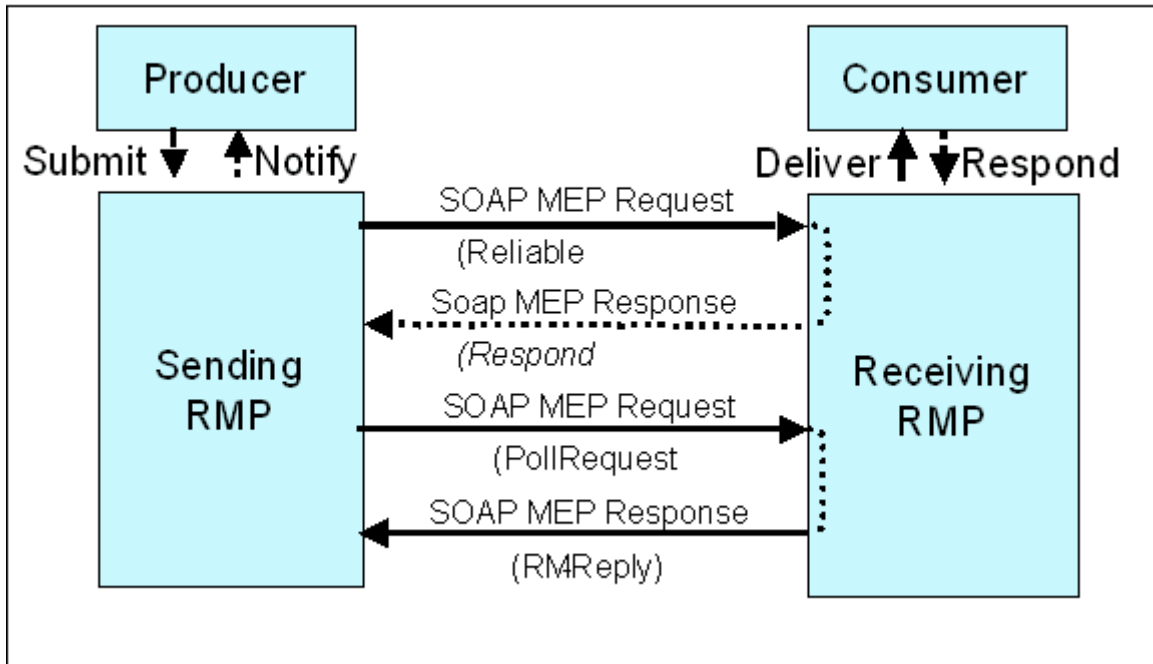 Producer
Consumer
Submit
Notify
Deliver
Respond
SOAP MEP Request
(Reliable
Soap MEP Response
(Respond
Sending
RMP
SOAP MEP Request
(PollRequest
Receiving
RMP
SOAP MEP Response
(RMReply)